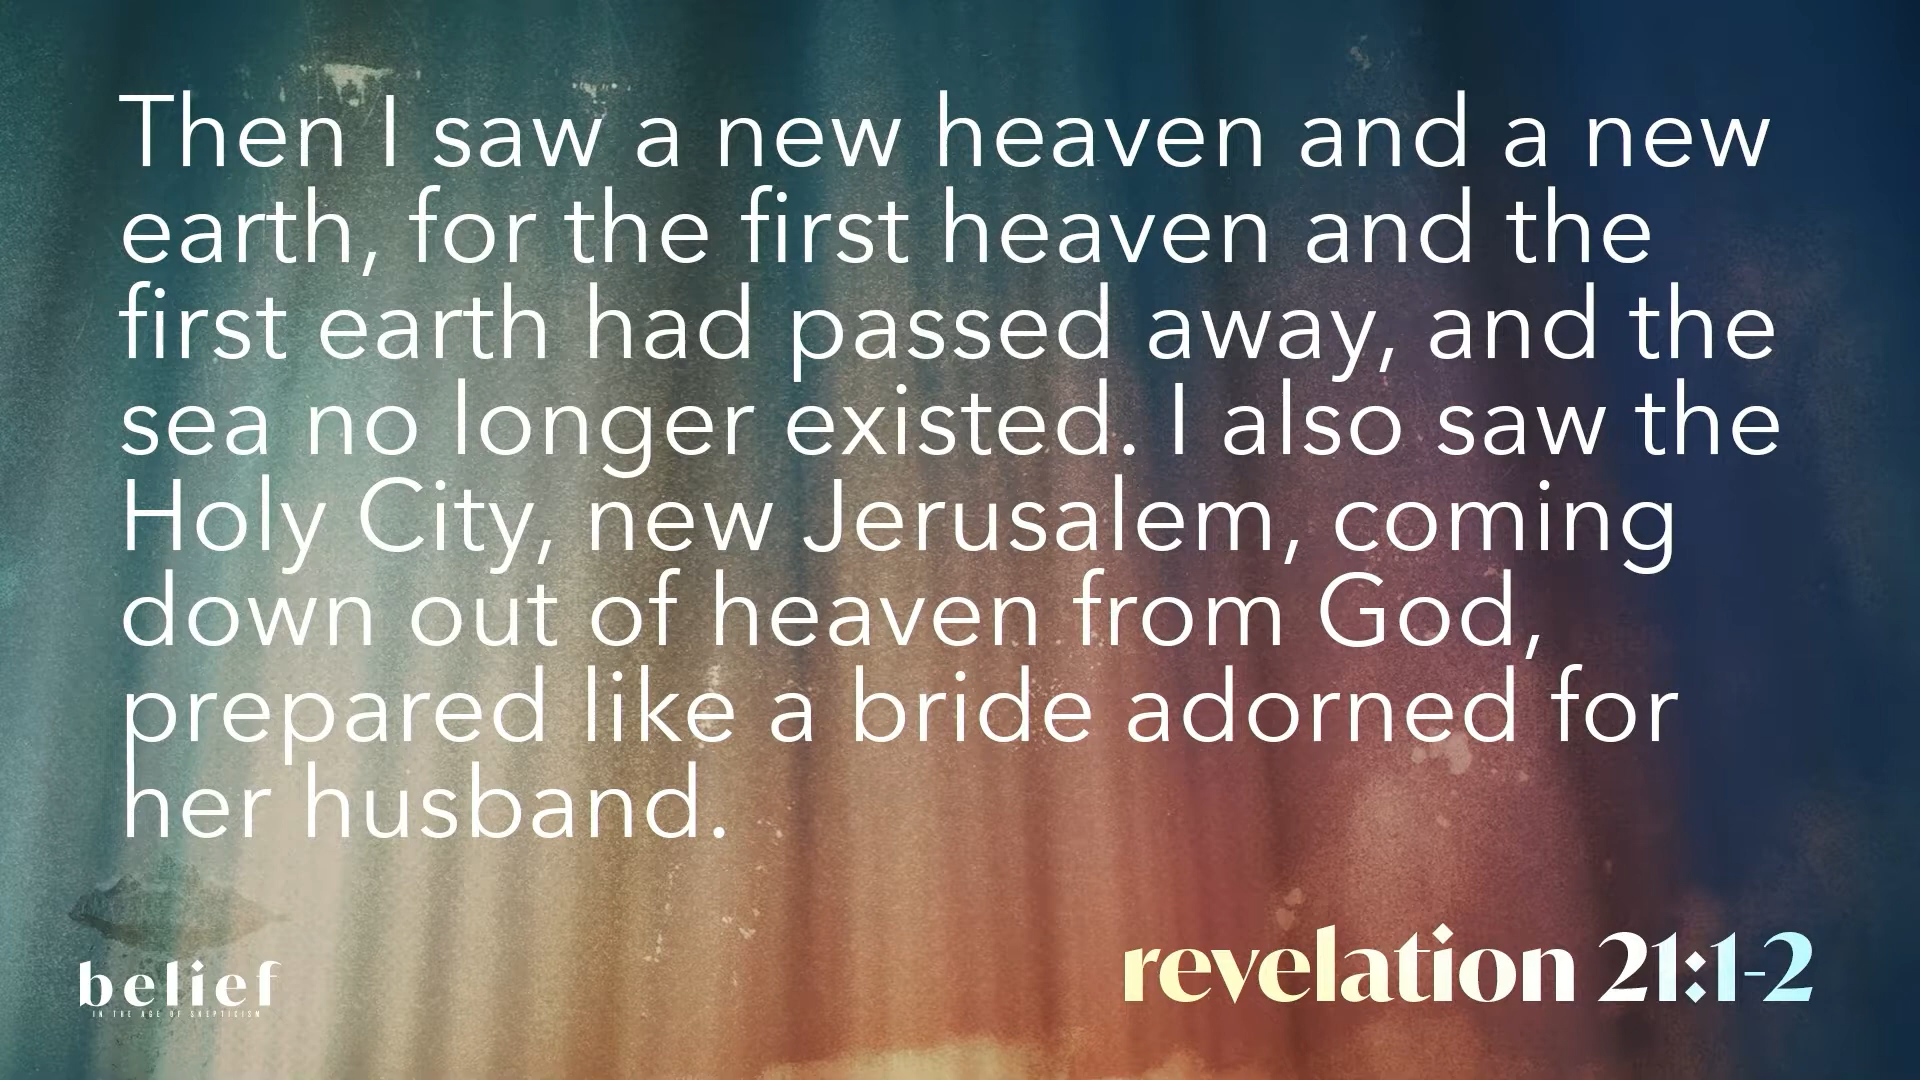 Then I saw a new heaven and a new
earth, for the first heaven and the
first earth had passed away, and the
sea no longer existed. I also saw the
Holy City, new Jerusalem, coming
down out of heaven from God,
prepared like a bride adorned for
her husband.
revelation 21:1-2
belief
IN THE AGE OF SKEPTICISM